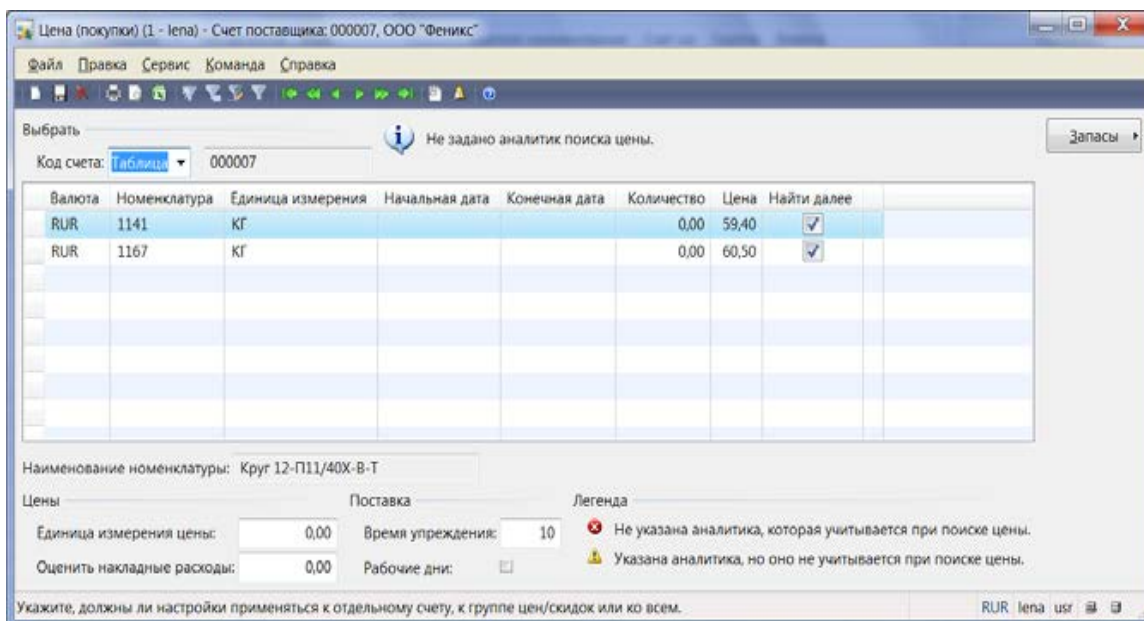 Цена (покупки) (1 - lena) - Счет поставщика: 000007, ООО "Феникс"
Файл Правка Сервис Команда Справка
Выбрать
Не задано аналитик поиска цены.
Запасы
Код счета: Таблица 000007
Валюта Номенклатура Единица измерения Начальная дата Конечная дата Количество Цена Найти далее
RUR 1141 КГ 0,00 59,40
RUR 1167 КГ 0,00 60,50
Наименование номенклатуры: Круг 12-П11/40Х-В-Т
Цены Поставка Легенда
Единица измерения цены: 0,00 Время упреждения: 10 Не указана аналитика, которая учитывается при поиске цены.
Оценить накладные расходы: 0,00 Рабочие дни: Указана аналитика, но оно не учитывается при поиске цены.
Укажите, должны ли настройки применяться к отдельному счету, к группе цен/скидок или ко всем. RUR lena usr